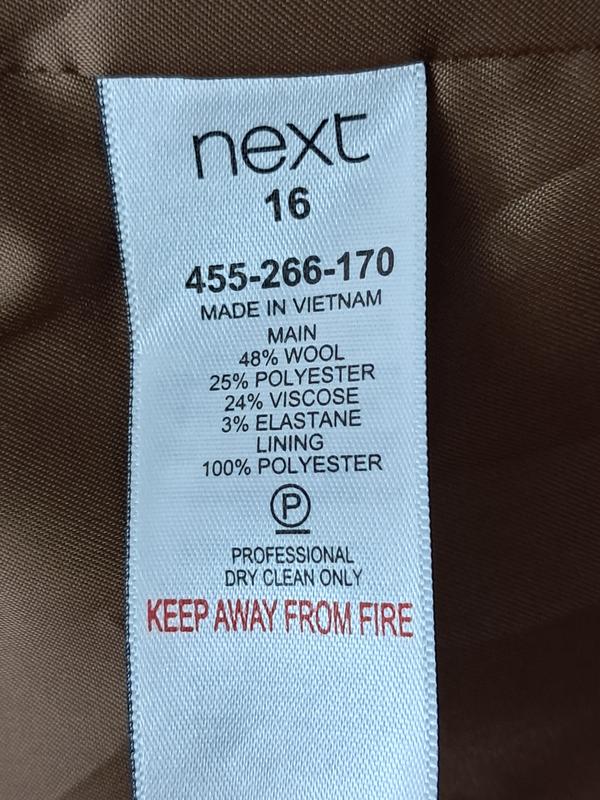 next
16
455-266-170
MADE IN VIETNAM
MAIN
48% WOOL
25% POLYESTER
24% VISCOSE
3% ELASTANE
LINING
100% POLYESTER
P
PROFESSIONAL
DRY CLEAN ONLY
KEEP AWAY FROM FIRE